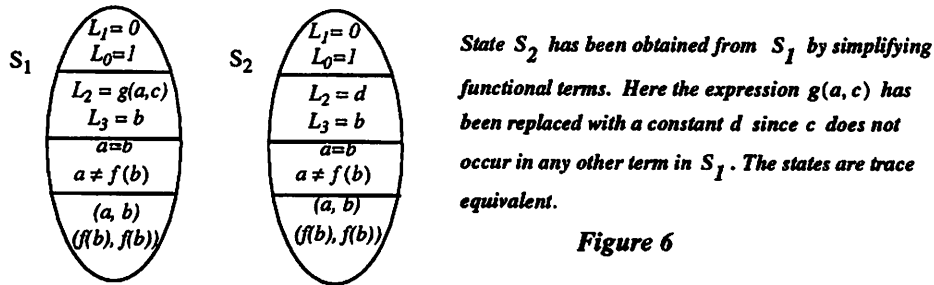 S1
L1= 0
L0=1
L2 = g(a,c)
L3 = b
a=b
a ≠ f(b)
(a, b)
(f(b), f(b))
S2
L1= 0
L0=1
L2 = d
L3 = b
a=b
a ≠ f(b)
(a, b)
(f(b), f(b))
State S2 has been obtained from S1 by simplifying
functional terms. Here the expression g(a, c) has
been replaced with a constant d since c does not
occur in any other term in S1. The states are trace
equivalent.
Figure 6